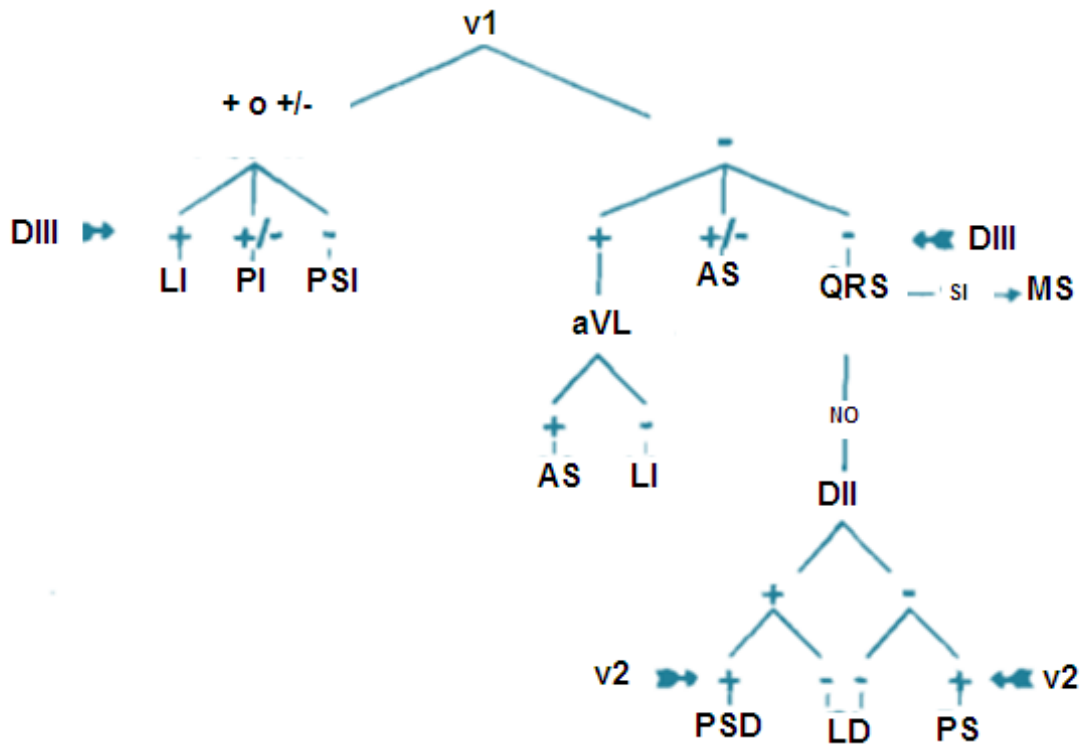 v1
+ o +/-
-
DIII + +/- - + +/- - DIII
LI PI PSI AS QRS SI MS
aVL
+ - NO
AS LI
DII
+ -
v2 + - - + v2
PSD LD PS